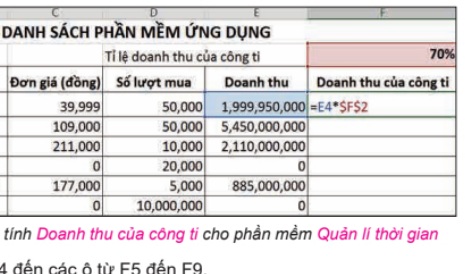 C D E F
DANH SÁCH PHẦN MỀM ỨNG DỤNG
Tỉ lệ doanh thu của công ti 70%
Đơn giá (đồng) Số lượt mua Doanh thu Doanh thu của công ti
39,999 50,000 1,999,950,000 =E4*$F$2
109,000 50,000 5,450,000,000
211,000 10,000 2,110,000,000
0 20,000 0
177,000 5,000 885,000,000
0 10,000,000 0
tính Doanh thu của công ti cho phần mềm Quản lí thời gian
4 đến các ô từ F5 đến F9.